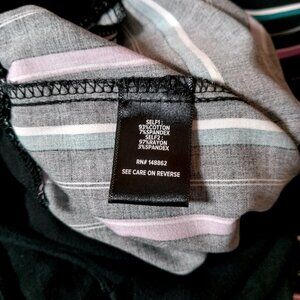 SELF1 :
93%COTTON
7%SPANDEX
SELF2 :
97%RAYON
3%SPANDEX
RN# 148862
SEE CARE ON REVERSE